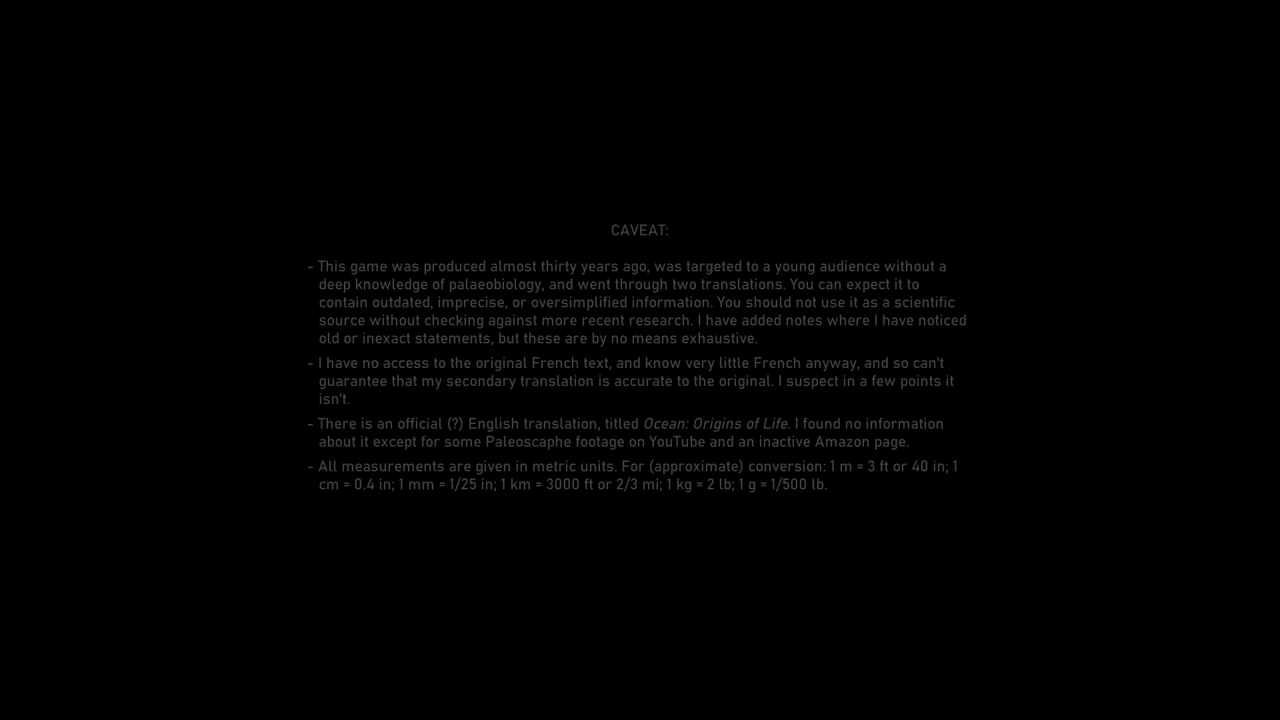 CAVEAT:
- This game was produced almost thirty years ago, was targeted to a young audience without a
deep knowledge of palaeobiology, and went through two translations. You can expect it to
contain outdated, imprecise, or oversimplified information. You should not use it as a scientific
source without checking against more recent research. I have added notes where I have noticed
old or inexact statements, but these are by no means exhaustive.
- I have no access to the original French text, and know very little French anyway, and so can't
guarantee that my secondary translation is accurate to the original. I suspect in a few points it
isn't.
- There is an official (?) English translation, titled Ocean: Origins of Life. I found no information
about it except for some Paleoscaphe footage on YouTube and an inactive Amazon page.
- All measurements are given in metric units. For (approximate) conversion: 1 m = 3 ft or 40 in; 1
cm = 0.4 in; 1 mm = 1/25 in; 1 km = 3000 ft or 2/3 mi; 1 kg = 2 lb; 1 g = 1/500 lb.